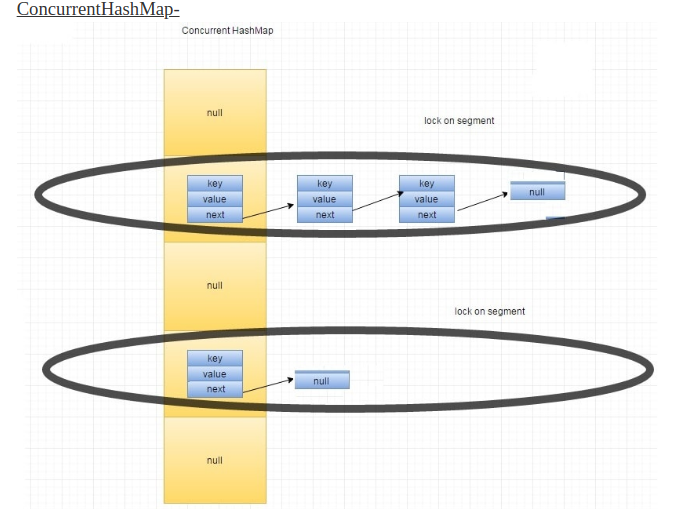 ConcurrentHashMap-
Concurrent HashMap
null
lock on segment
key key key
value value value null
next next next
null
lock on segment
key
value null
next
null